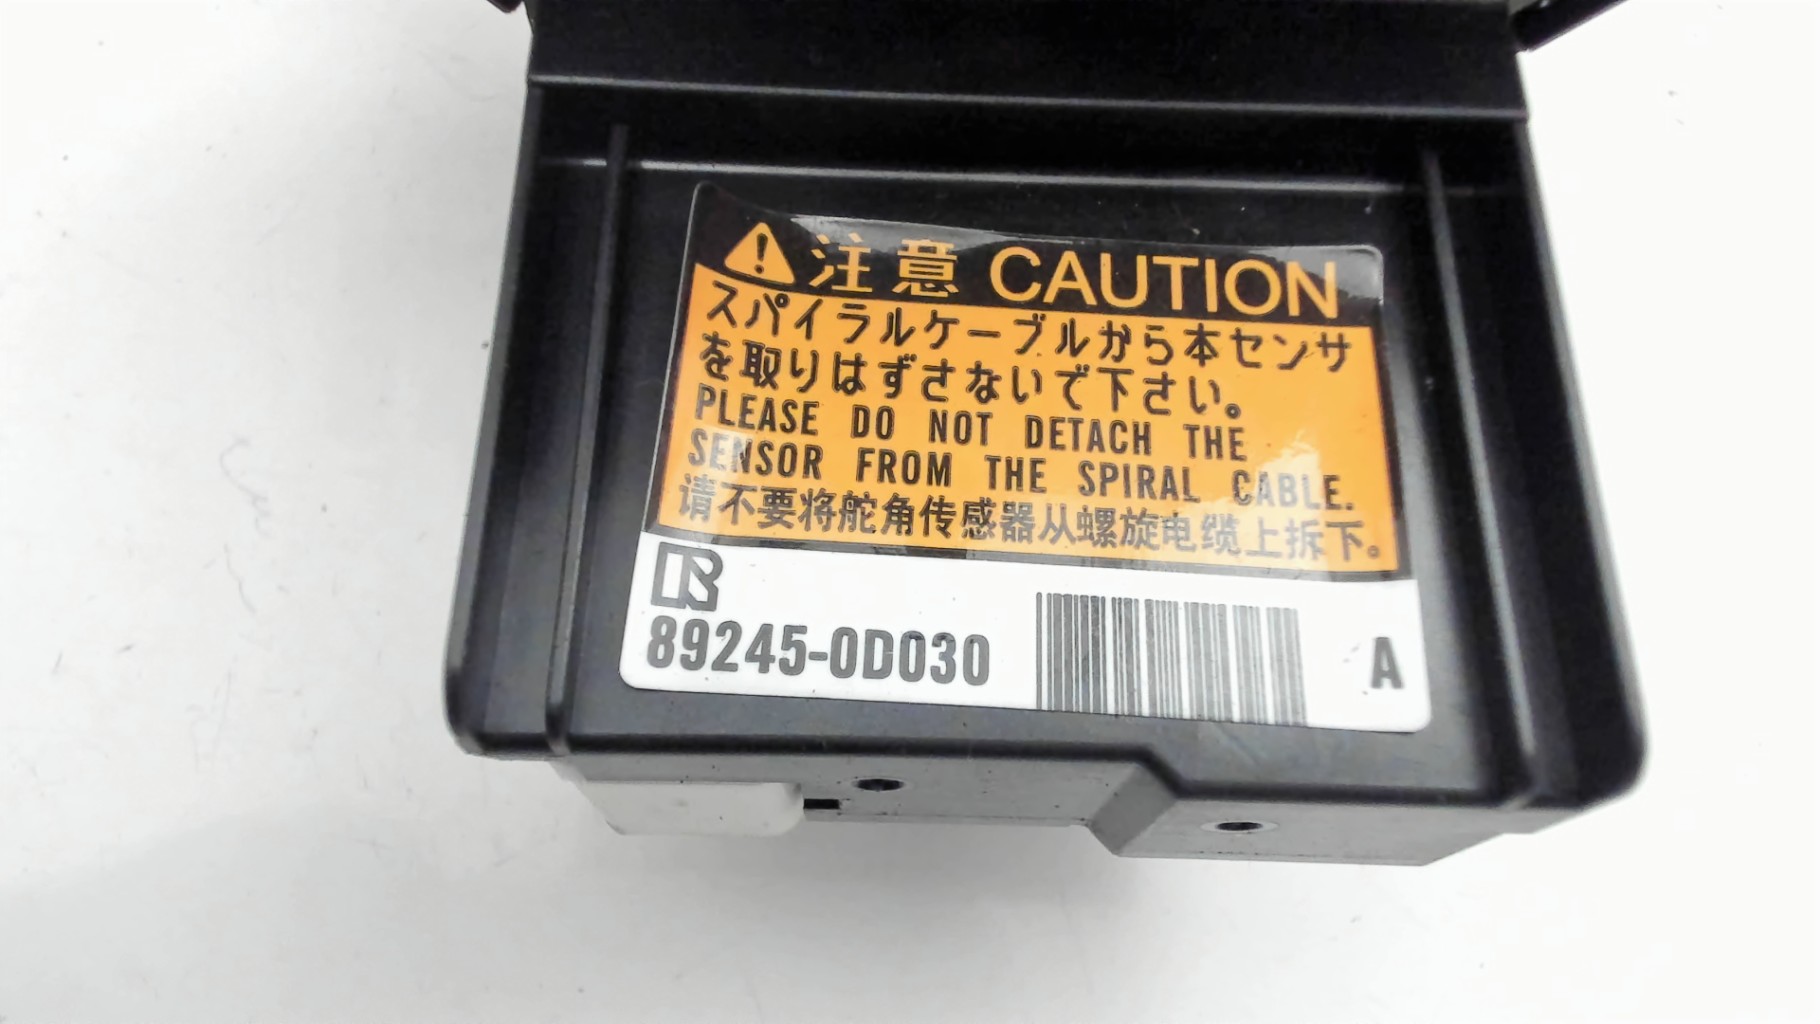 注意 CAUTION
スパイラルケーブルから本センサ
を取りはずさないで下さい。
PLEASE DO NOT DETACH THE
SENSOR FROM THE SPIRAL CABLE.
请不要将舵角传感器从螺旋电缆上拆下。
89245-0D030
A